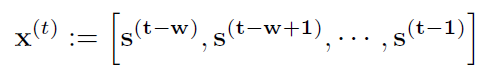 x^(t) := [s^(t−w), s^(t−w+1), ⋯ , s^(t−1)]